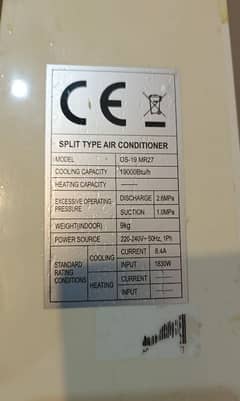 CE
SPLIT TYPE AIR CONDITIONER
MODEL OS-19 MR27
COOLING CAPACITY 19000Btu/h
HEATING CAPACITY --------
EXCESSIVE OPERATING PRESSURE DISCHARGE 2.6MPa
SUCTION 1.0MPa
WEIGHT(INDOOR) 9kg
POWER SOURCE 220-240V~ 50Hz, 1Ph
STANDARD RATING CONDITIONS COOLING CURRENT 8.4A
INPUT 1830W
HEATING CURRENT --------
INPUT --------